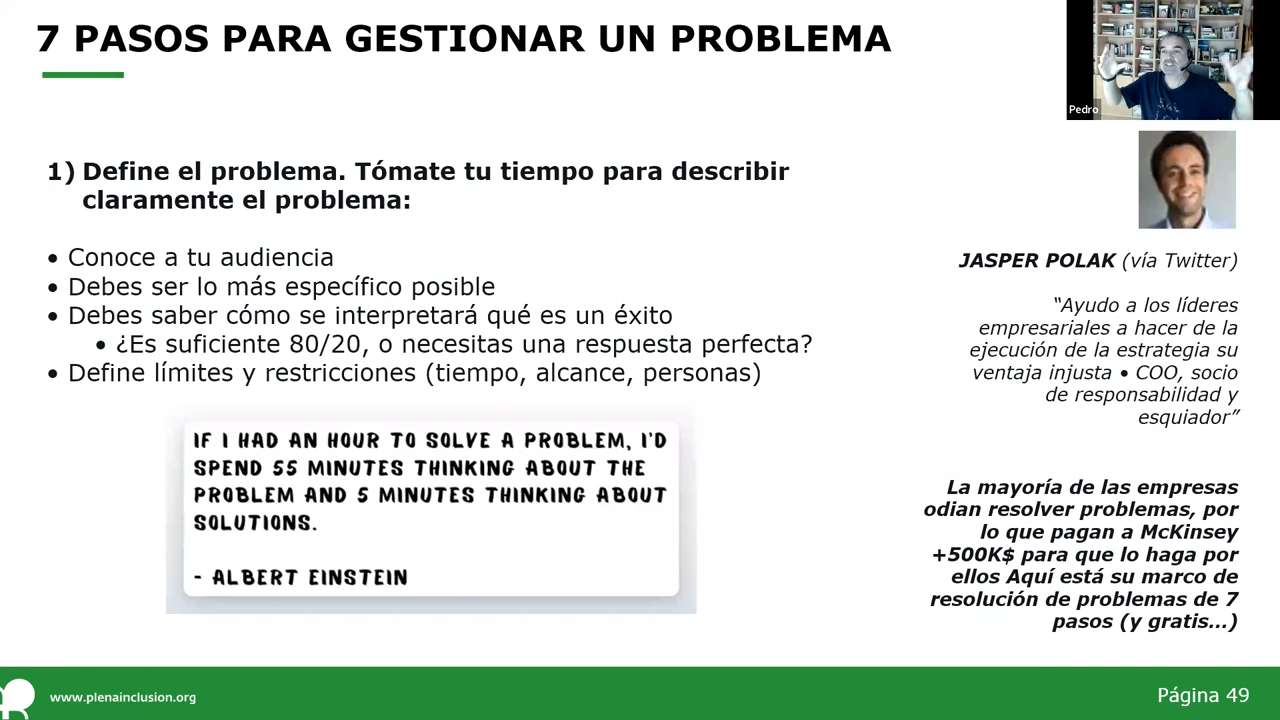 7 PASOS PARA GESTIONAR UN PROBLEMA
Pedro
1) Define el problema. Tómate tu tiempo para describir
claramente el problema:
• Conoce a tu audiencia
• Debes ser lo más específico posible
• Debes saber cómo se interpretará qué es un éxito
• ¿Es suficiente 80/20, o necesitas una respuesta perfecta?
• Define límites y restricciones (tiempo, alcance, personas)
IF I HAD AN HOUR TO SOLVE A PROBLEM, I'D
SPEND 55 MINUTES THINKING ABOUT THE
PROBLEM AND 5 MINUTES THINKING ABOUT
SOLUTIONS.
- ALBERT EINSTEIN
JASPER POLAK (vía Twitter)
“Ayudo a los líderes
empresariales a hacer de la
ejecución de la estrategia su
ventaja injusta • COO, socio
de responsabilidad y
esquiador”
La mayoría de las empresas
odian resolver problemas, por
lo que pagan a McKinsey
+500K$ para que lo haga por
ellos Aquí está su marco de
resolución de problemas de 7
pasos (y gratis...)
www.plenainclusion.org
Página 49